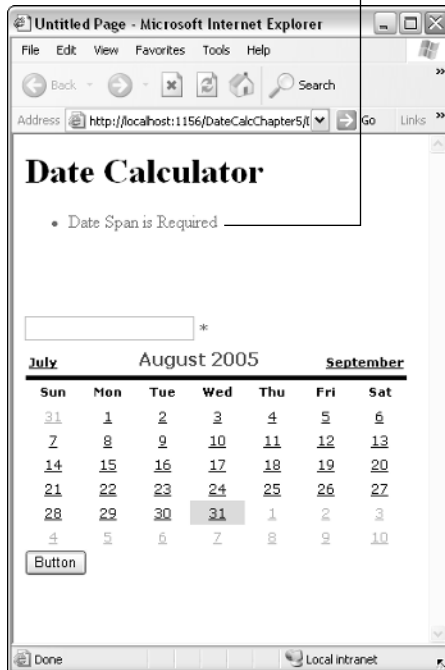 Untitled Page - Microsoft Internet Explorer
File Edit View Favorites Tools Help
Back Search
Address http://localhost:1156/DateCalcChapter5/ Go Links »
Date Calculator
• Date Span is Required
*
July August 2005 September
Sun Mon Tue Wed Thu Fri Sat
31 1 2 3 4 5 6
7 8 9 10 11 12 13
14 15 16 17 18 19 20
21 22 23 24 25 26 27
28 29 30 31 1 2 3
4 5 6 7 8 9 10
Button
Done Local intranet